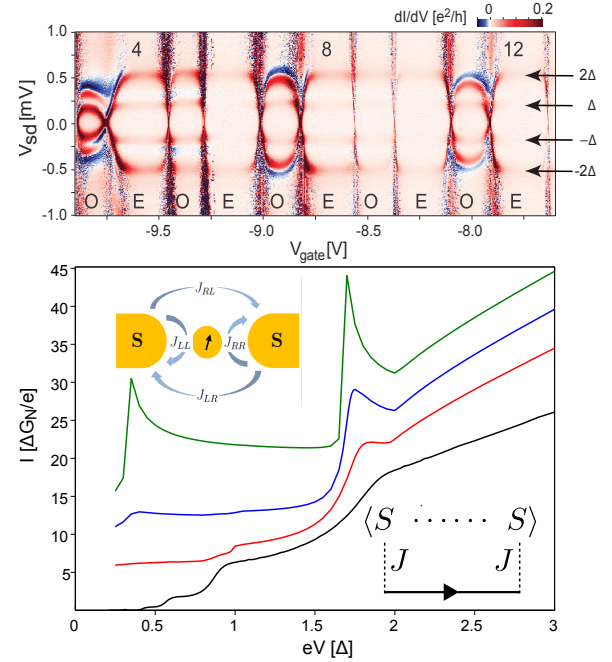 dI/dV [e²/h]
0
0.2
1.0
0.5
0.0
-0.5
-1.0
V_sd [mV]
4
8
12
2Δ
Δ
−Δ
-2Δ
O E O E O E O E O E
-9.5
-9.0
-8.5
-8.0
V_gate[V]
45
40
35
30
25
20
15
10
5
I [ΔG_N/e]
J_RL
S
S
J_LL
J_RR
J_LR
⟨S ······ S⟩
J
J
0
0.5
1
1.5
2
2.5
3
eV [Δ]